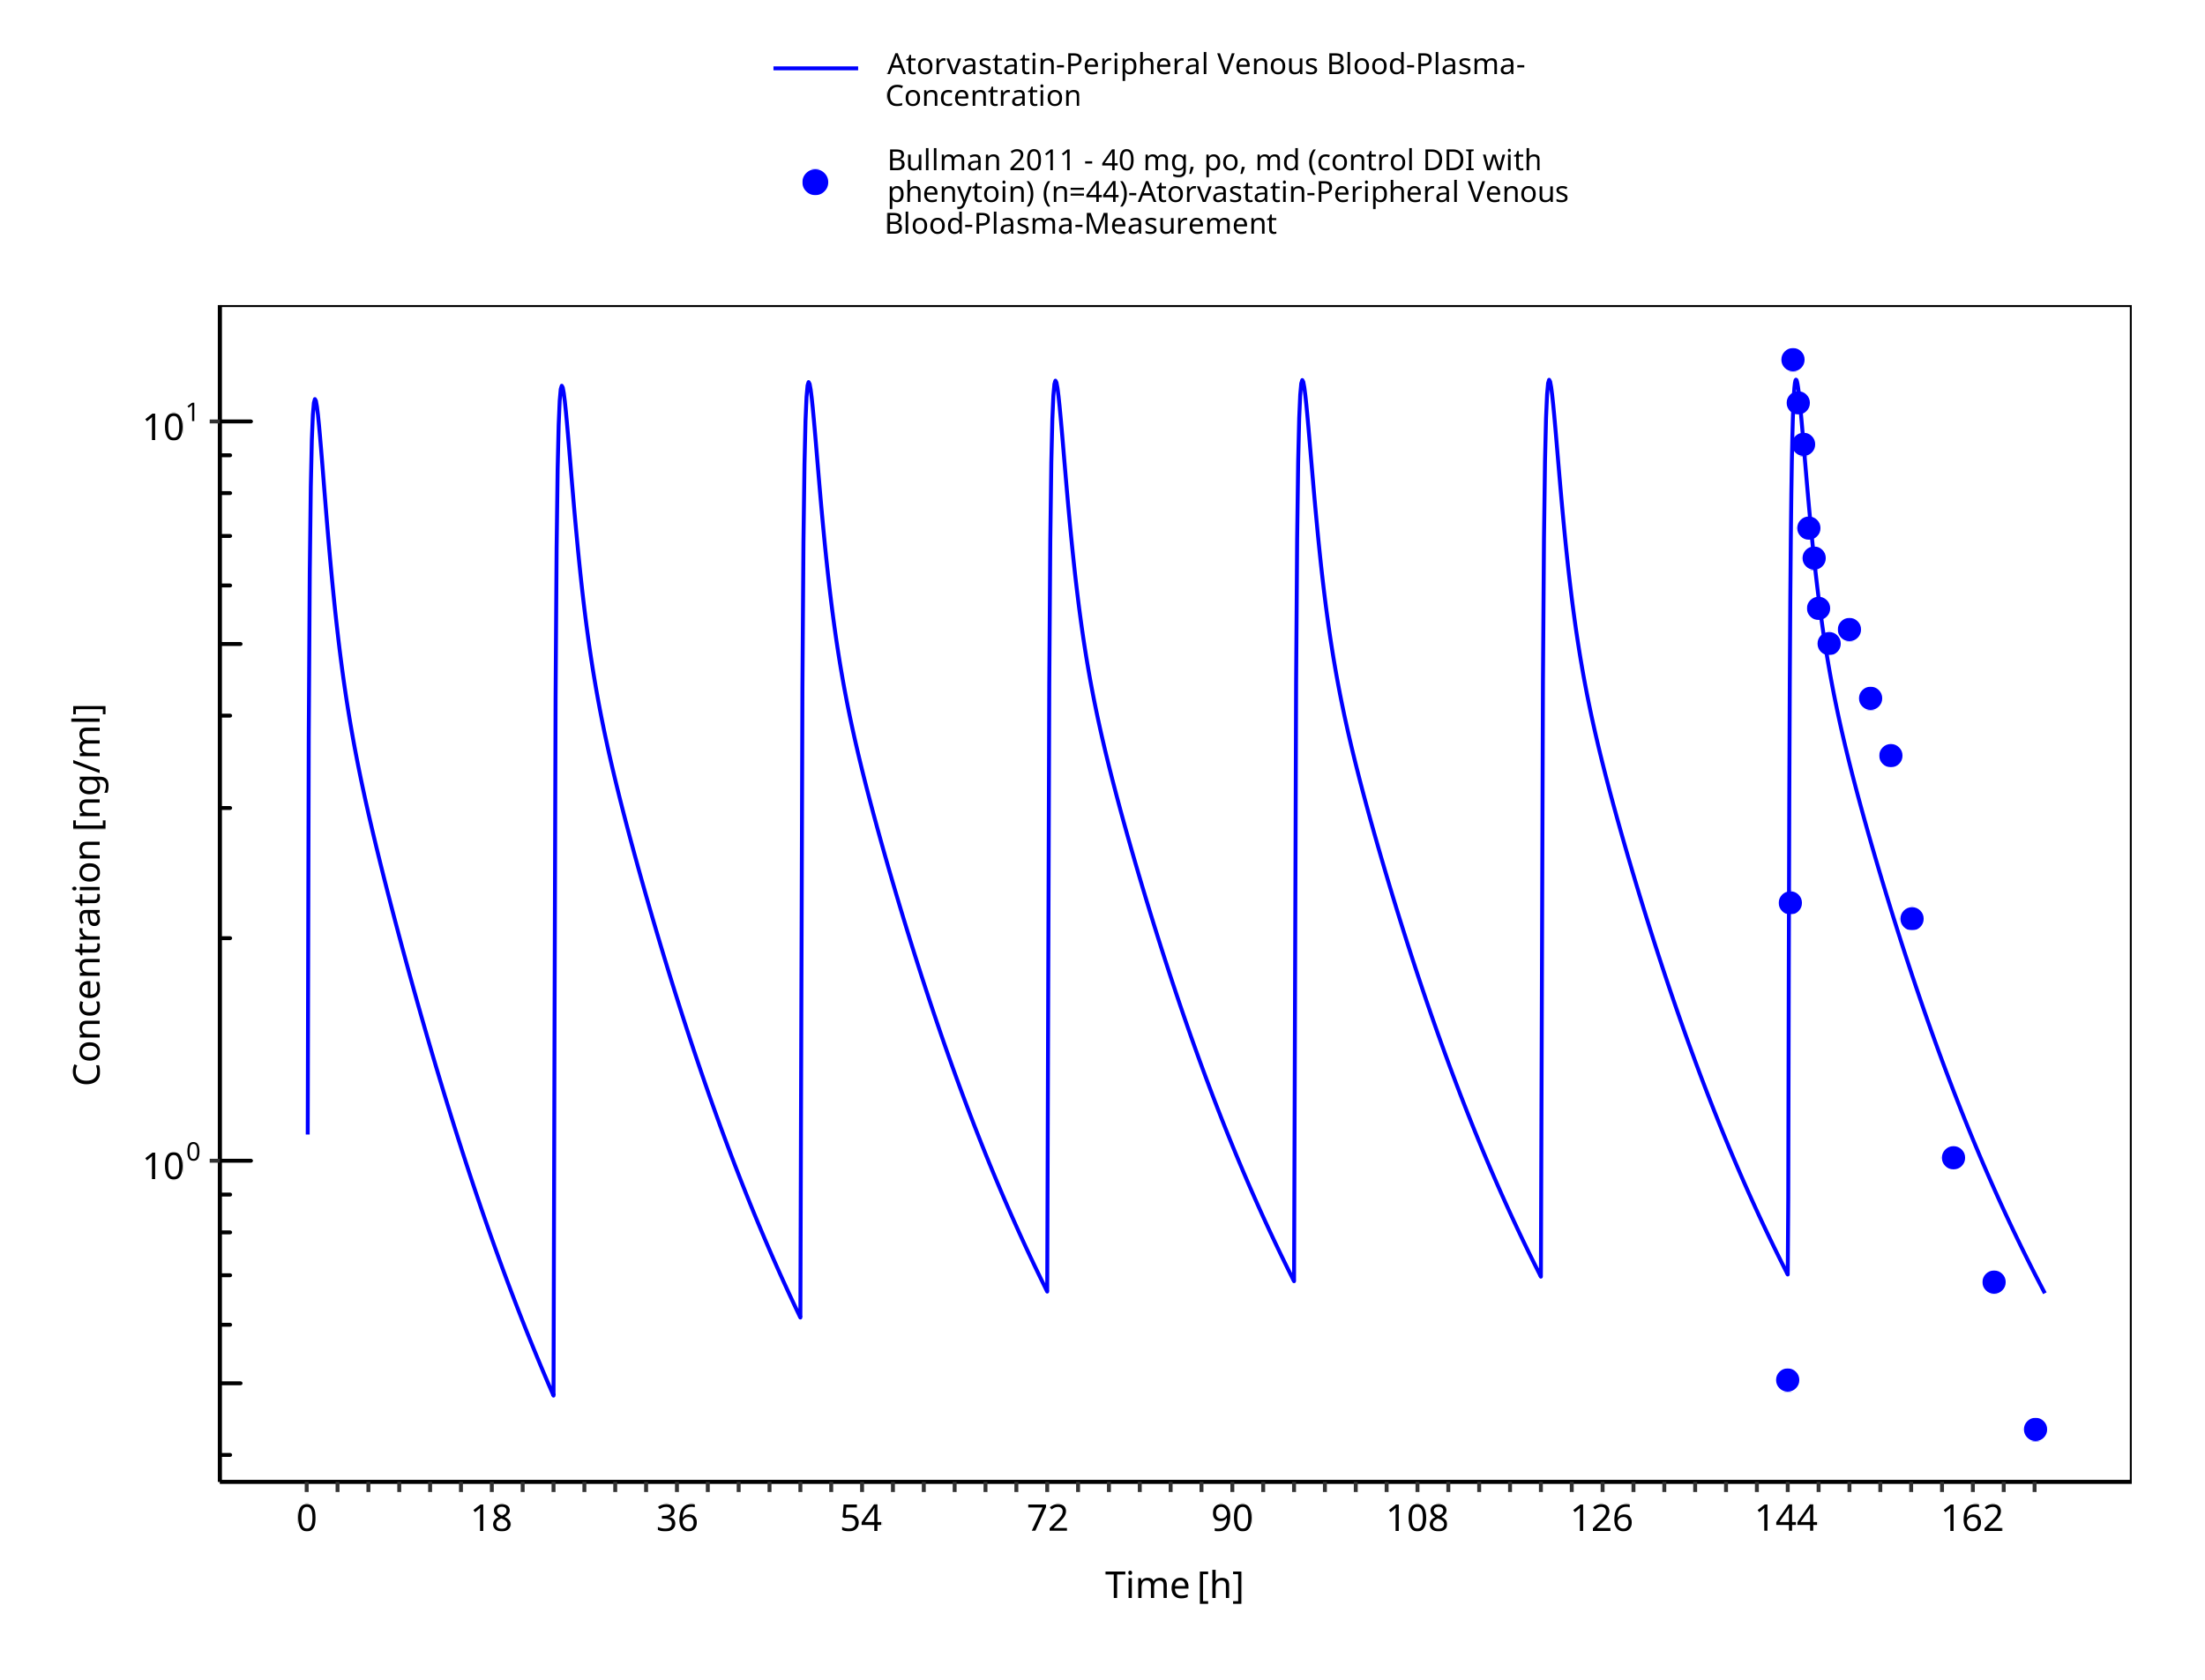 Atorvastatin-Peripheral Venous Blood-Plasma-
Concentration
Bullman 2011 - 40 mg, po, md (control DDI with
phenytoin) (n=44)-Atorvastatin-Peripheral Venous
Blood-Plasma-Measurement
10¹
10⁰
Concentration [ng/ml]
0 18 36 54 72 90 108 126 144 162
Time [h]